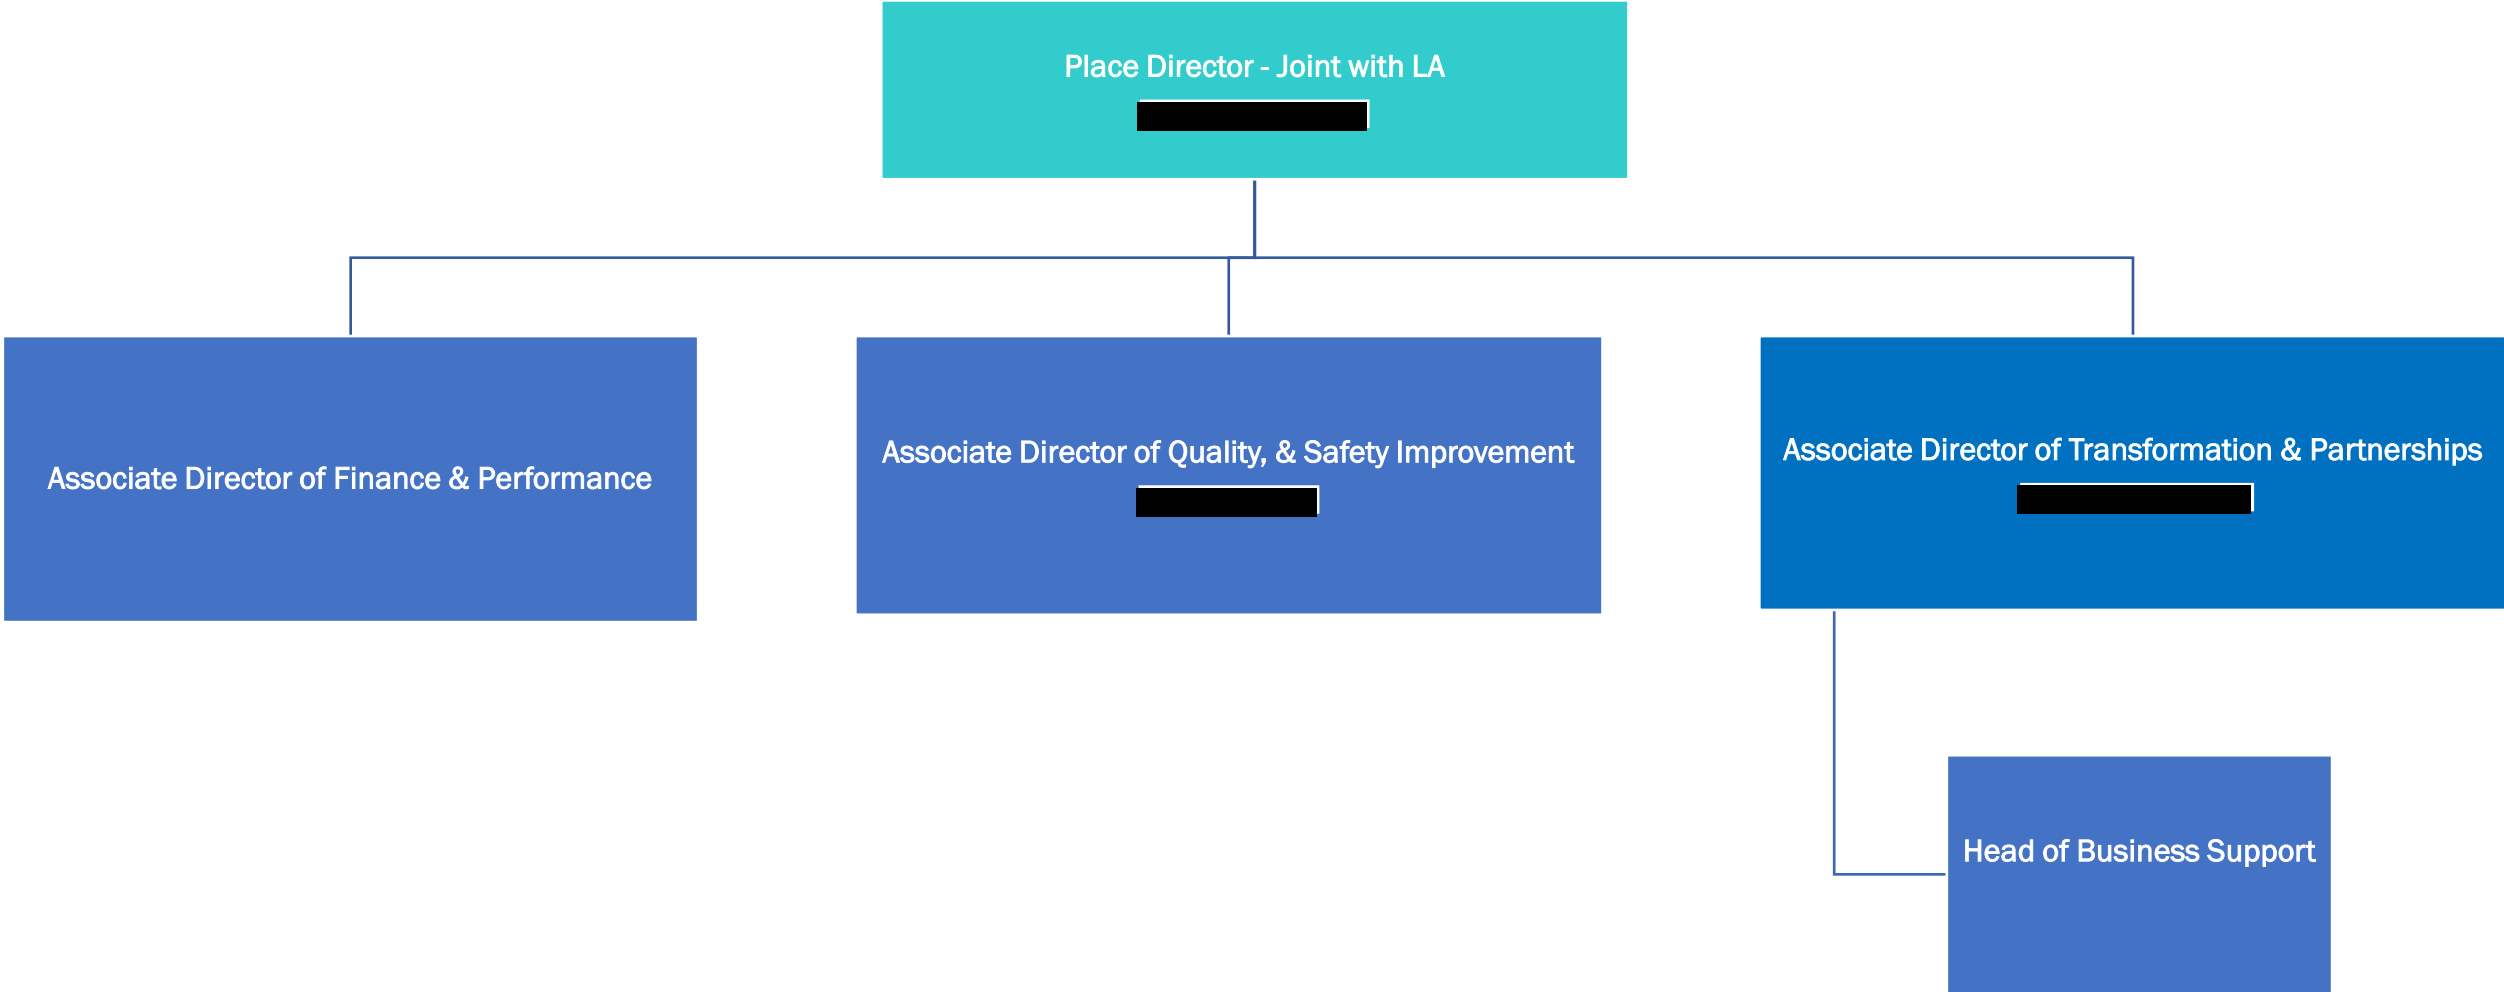 Place Director - Joint with LA
Associate Director of Finance & Performance
Associate Director of Quality, & Safety Improvement
Associate Director of Transformation & Partnerships
Head of Business Support